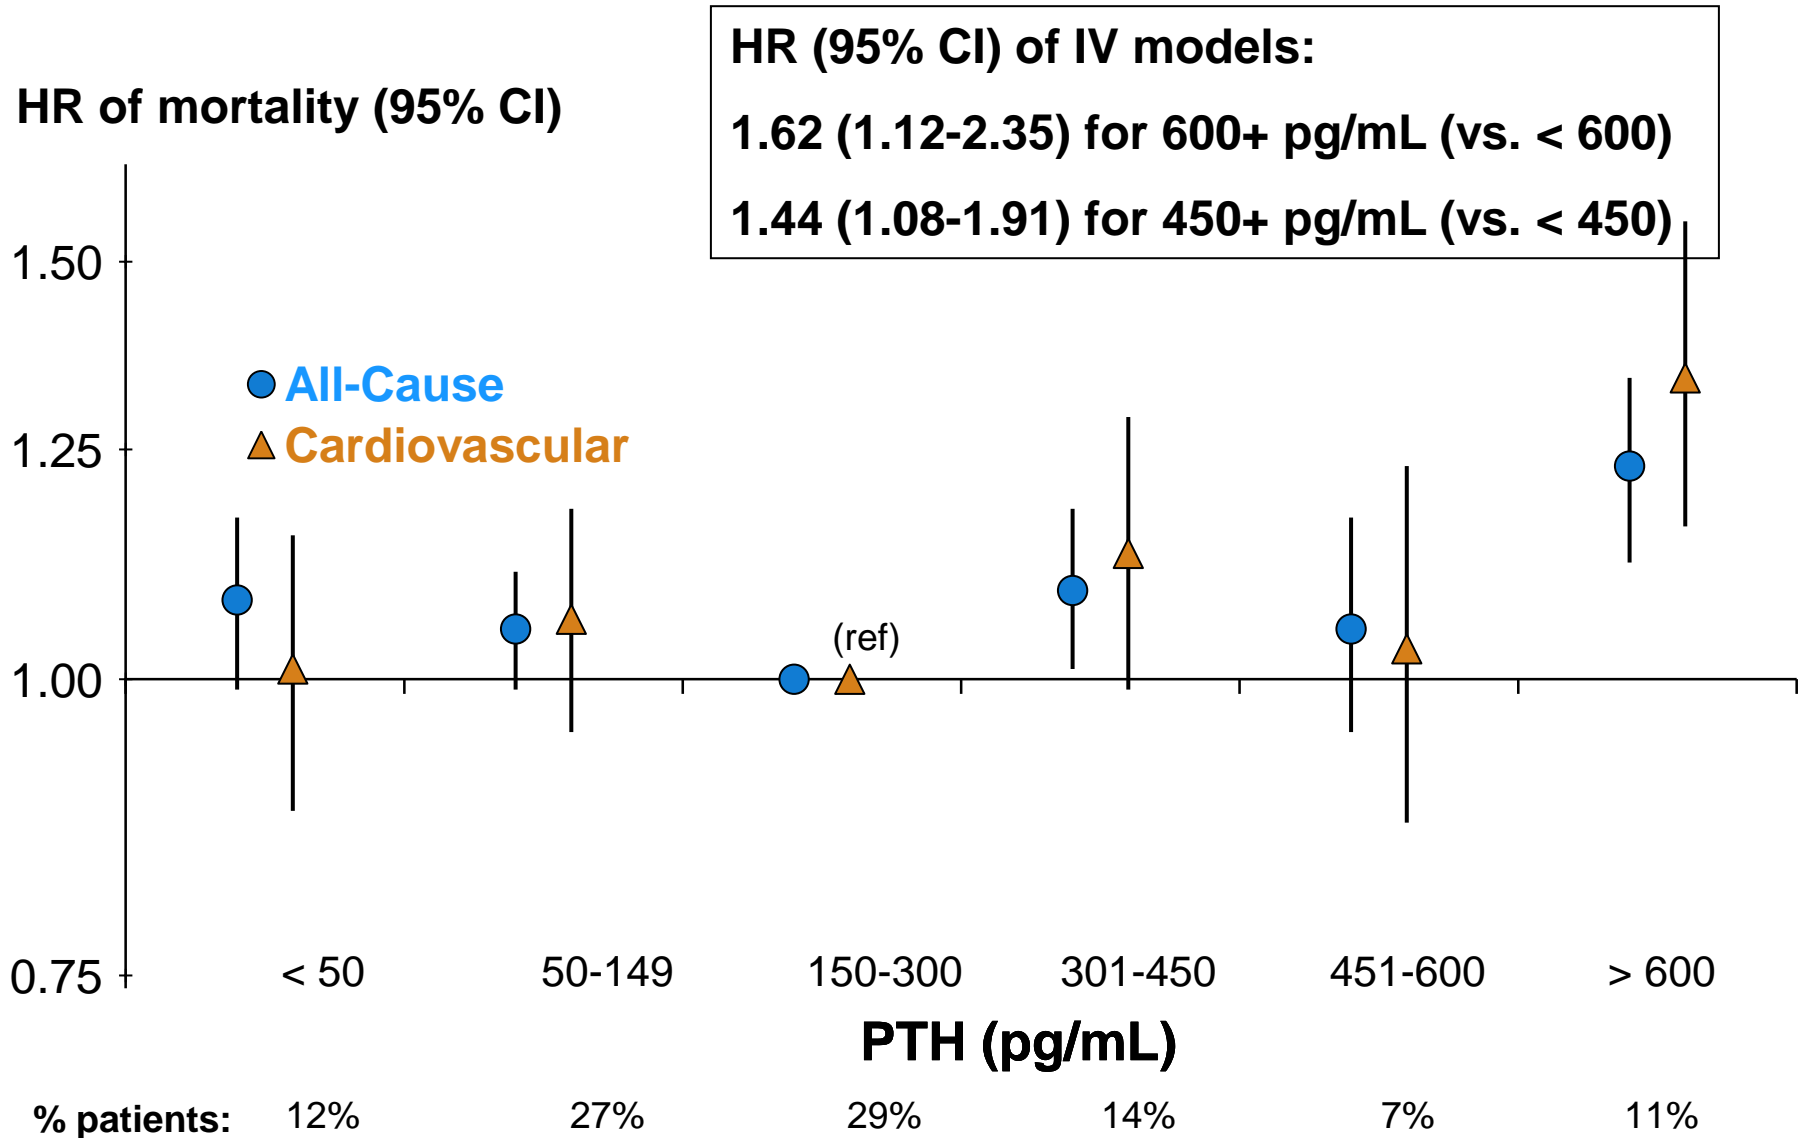 HR (95% CI) of IV models:
1.62 (1.12-2.35) for 600+ pg/mL (vs. < 600)
1.44 (1.08-1.91) for 450+ pg/mL (vs. < 450)
HR of mortality (95% CI)
1.50
All-Cause
Cardiovascular
1.25
(ref)
1.00
0.75
< 50 50-149 150-300 301-450 451-600 > 600
PTH (pg/mL)
% patients: 12% 27% 29% 14% 7% 11%